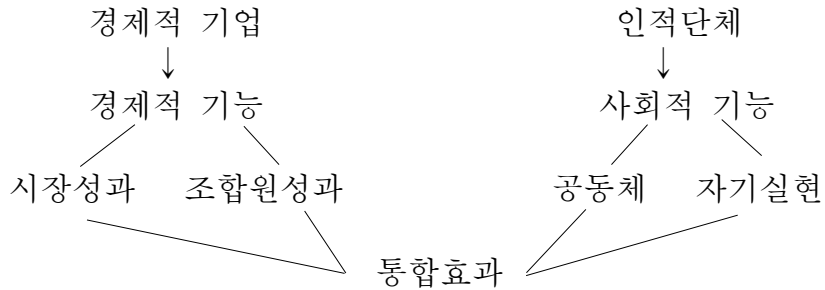 경제적 기업 인적단체
경제적 기능 사회적 기능
시장성과 조합원성과 공동체 자기실현
통합효과